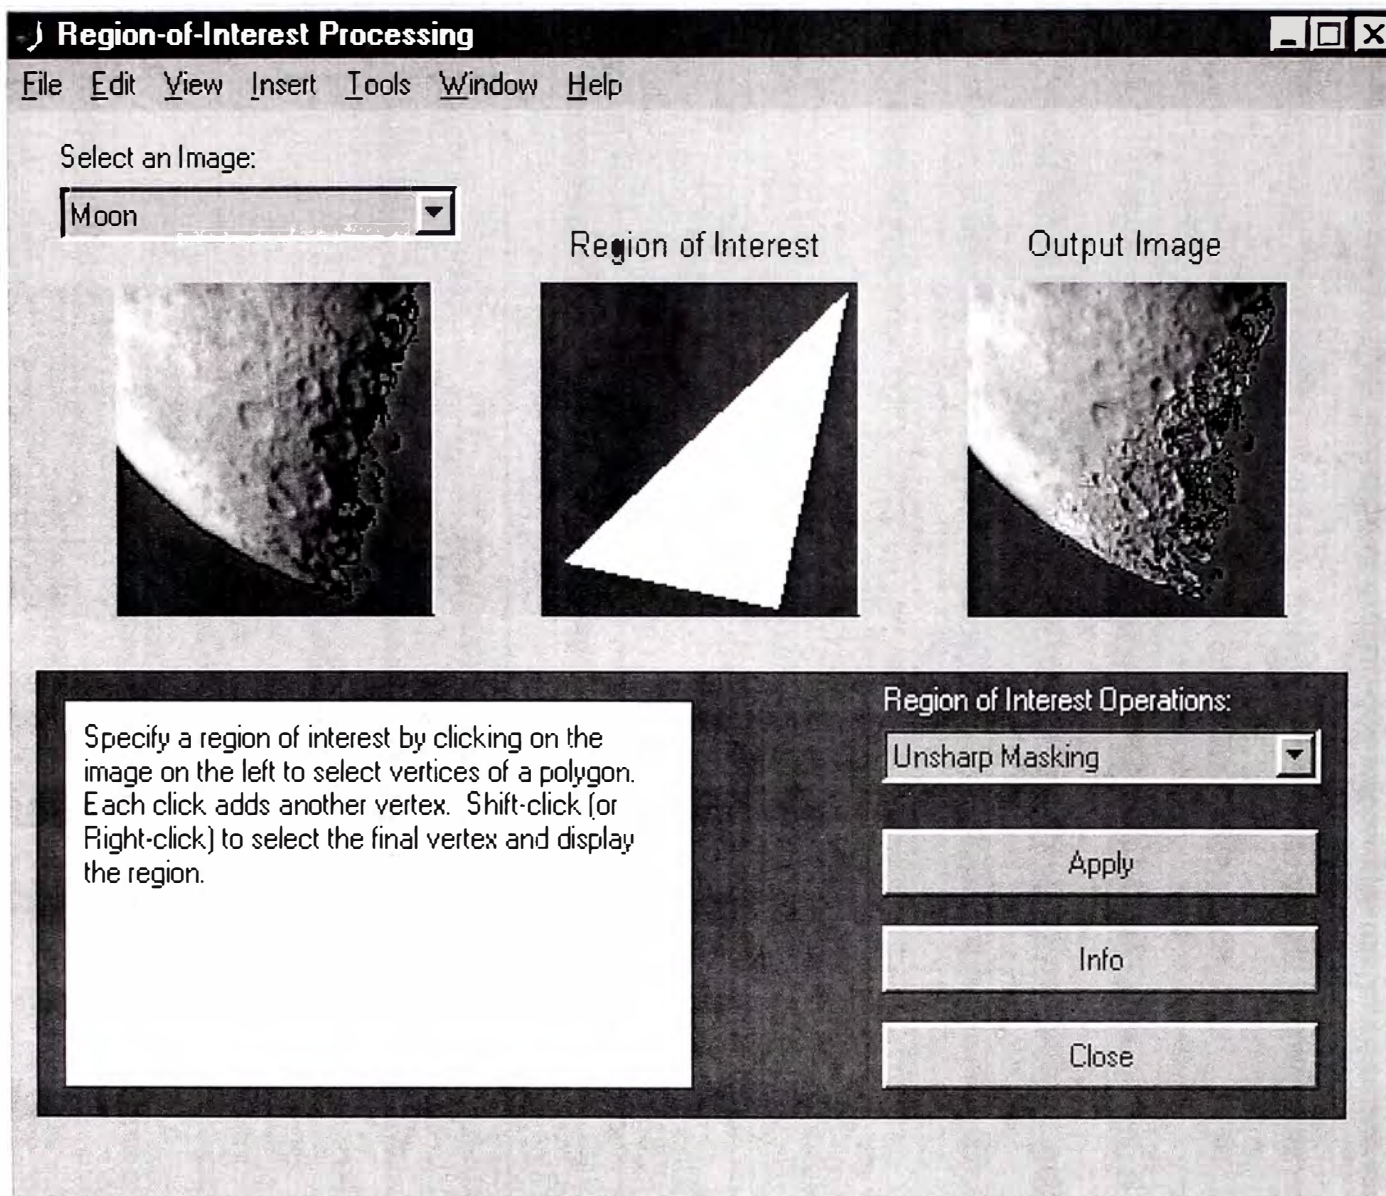 Region-of-Interest Processing
File Edit View Insert Tools Window Help
Select an Image:
Moon
Region of Interest
Output Image
Specify a region of interest by clicking on the
image on the left to select vertices of a polygon.
Each click adds another vertex. Shift-click (or
Right-click) to select the final vertex and display
the region.
Region of Interest Operations:
Unsharp Masking
Apply
Info
Close